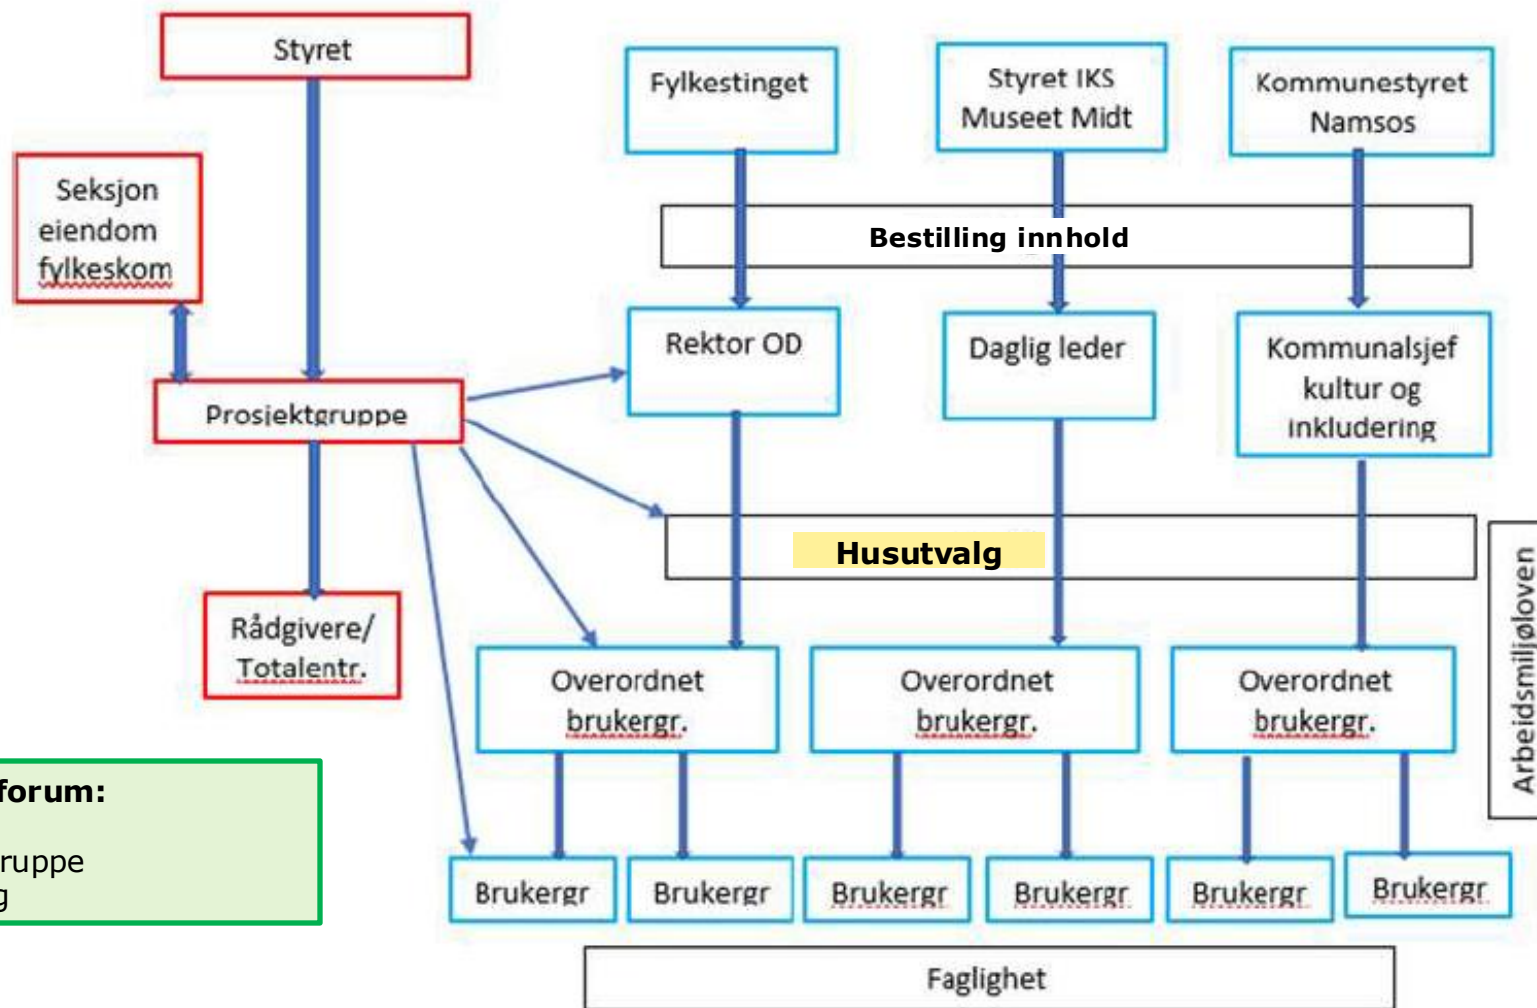 Styret
Fylkestinget
Styret IKS
Museet Midt
Kommunestyret
Namsos
Seksjon
eiendom
fylkeskom
Bestilling innhold
Rektor OD
Daglig leder
Kommunalsjef
kultur og
inkludering
Prosjektgruppe
Husutvalg
Arbeidsmiljøloven
Rådgivere/
Totalentr.
Overordnet
brukergr.
Overordnet
brukergr.
Overordnet
brukergr.
forum:
ruppe
g
Brukergr
Brukergr
Brukergr
Brukergr
Brukergr
Brukergr
Faglighet